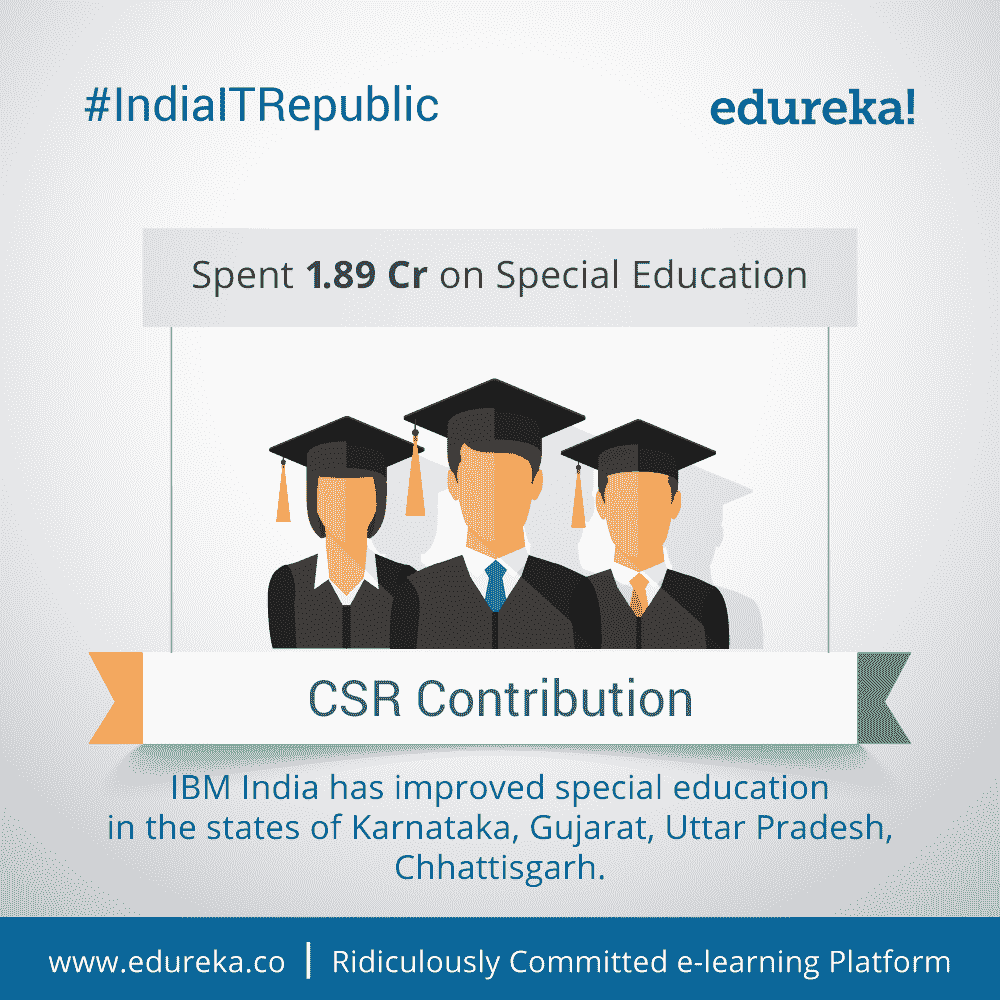 #IndiaITRepublic
edureka!
Spent 1.89 Cr on Special Education
CSR Contribution
IBM India has improved special education
in the states of Karnataka, Gujarat, Uttar Pradesh,
Chhattisgarh.
www.edureka.co | Ridiculously Committed e-learning Platform